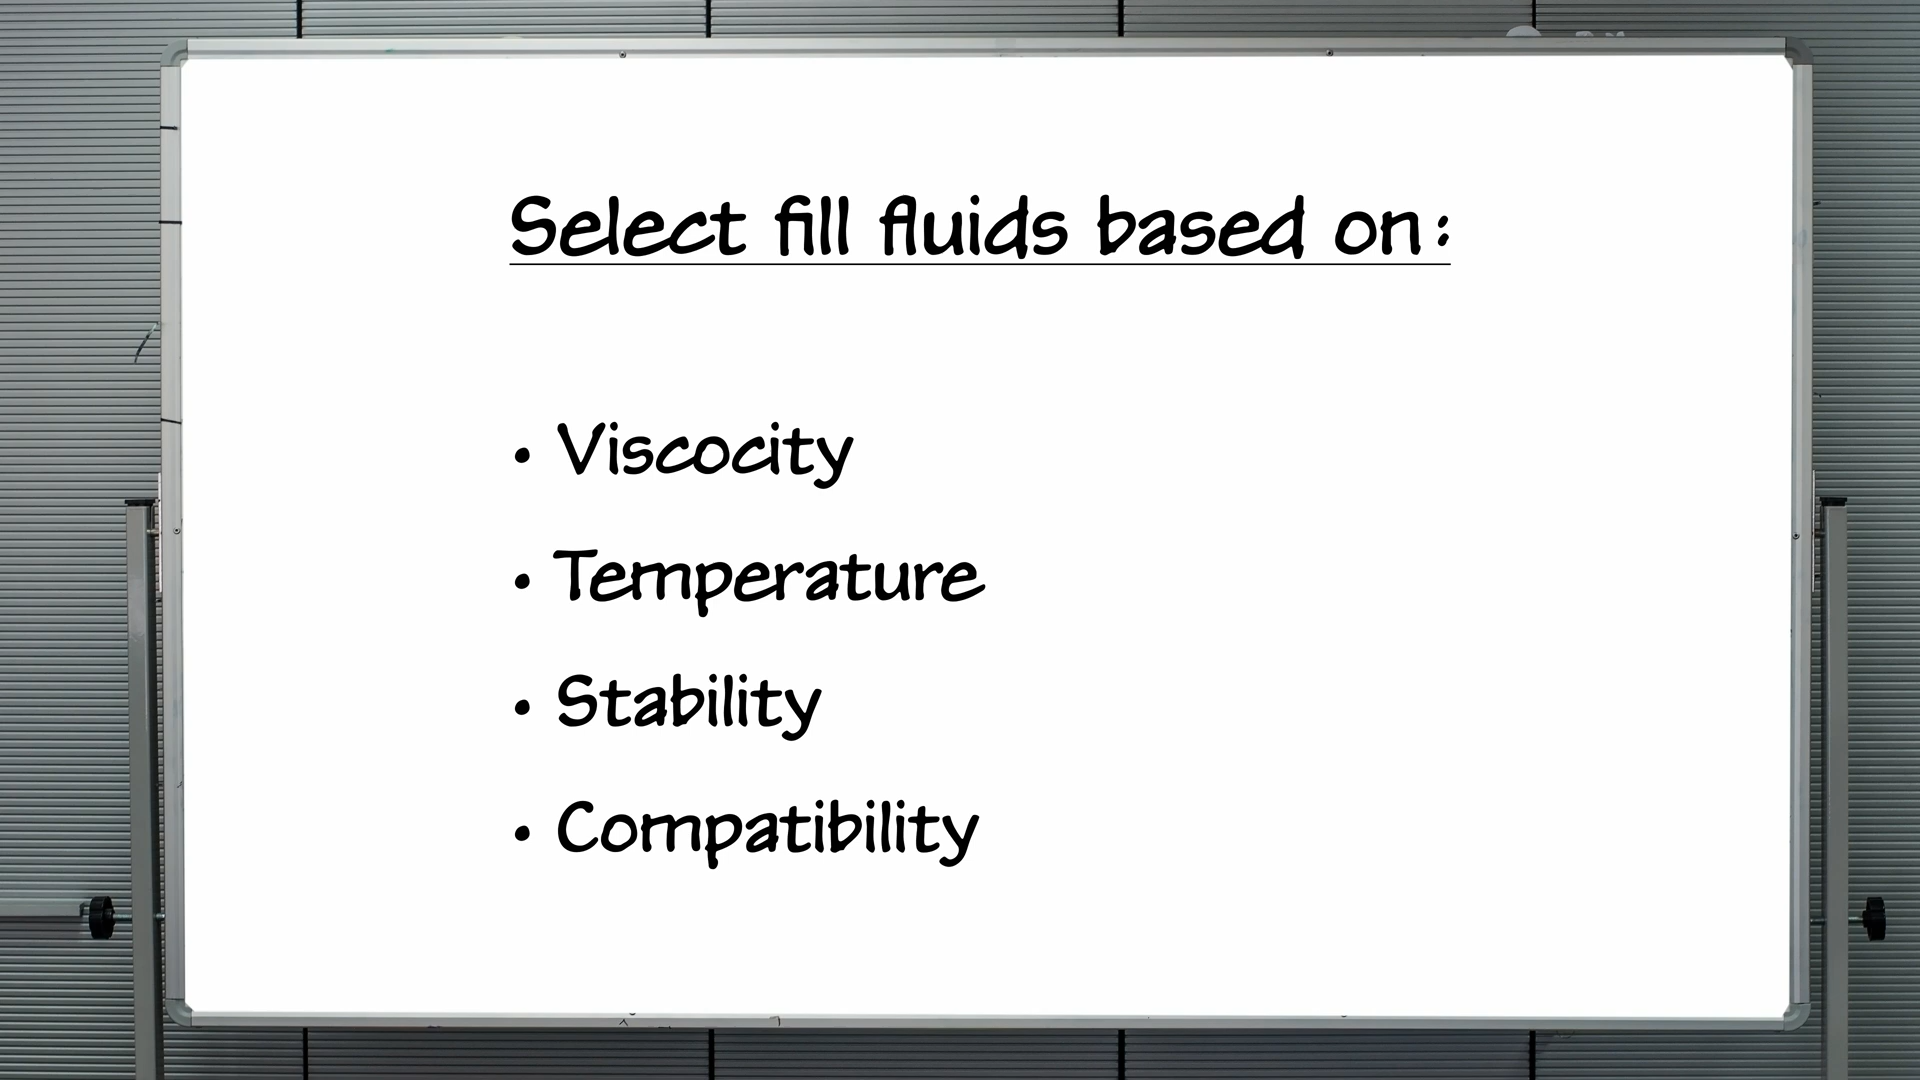 Select fill fluids based on:
• Viscocity
• Temperature
• Stability
• Compatibility